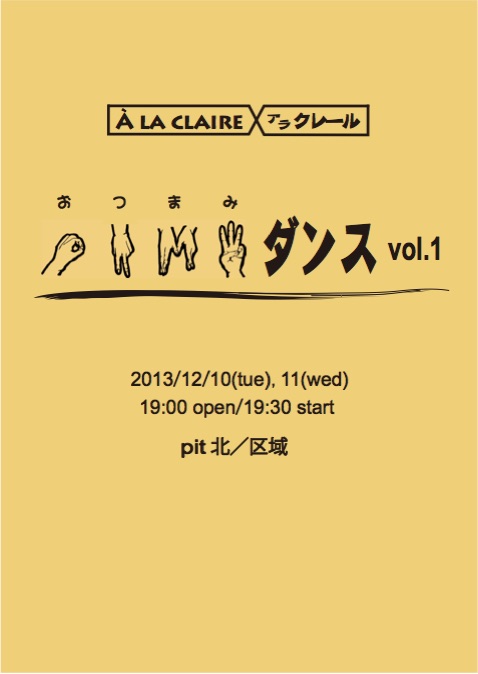 À LA CLAIRE アラクレール
おつまみ
ダンス vol.1
2013/12/10(tue), 11(wed)
19:00 open/19:30 start
pit 北／区域